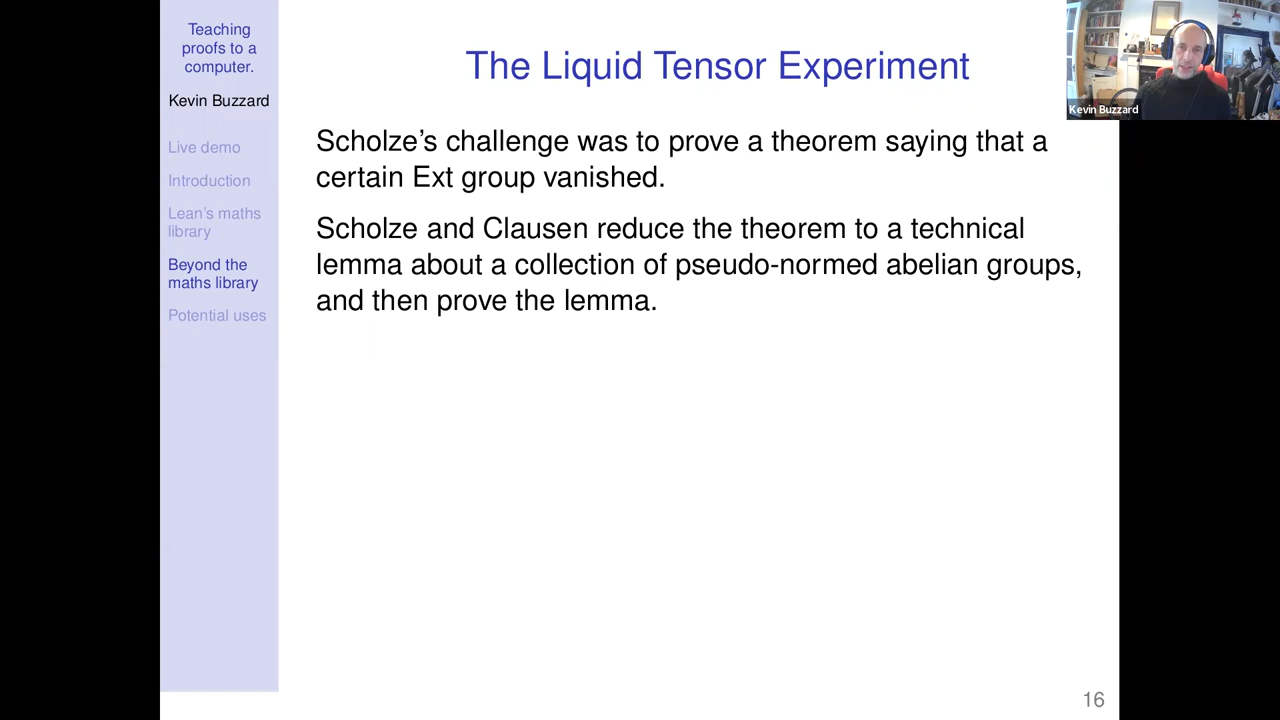 Teaching
proofs to a
computer.
Kevin Buzzard
Live demo
Introduction
Lean's maths
library
Beyond the
maths library
Potential uses
The Liquid Tensor Experiment
Scholze's challenge was to prove a theorem saying that a
certain Ext group vanished.
Scholze and Clausen reduce the theorem to a technical
lemma about a collection of pseudo-normed abelian groups,
and then prove the lemma.
16
Kevin Buzzard